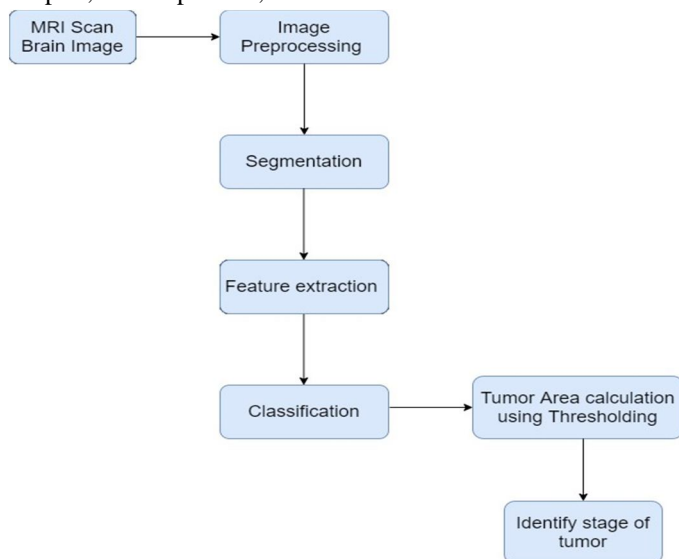 MRI Scan
Brain Image
Image
Preprocessing
Segmentation
Feature extraction
Classification
Tumor Area calculation
using Thresholding
Identify stage of
tumor